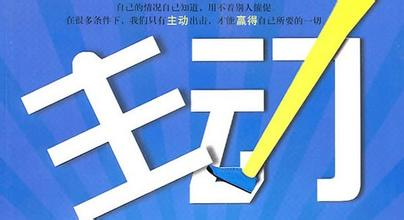 自己的情况自己知道，用不着别人催促。
在很多条件下，我们只有主动出击，才能赢得自己所要的一切
主动